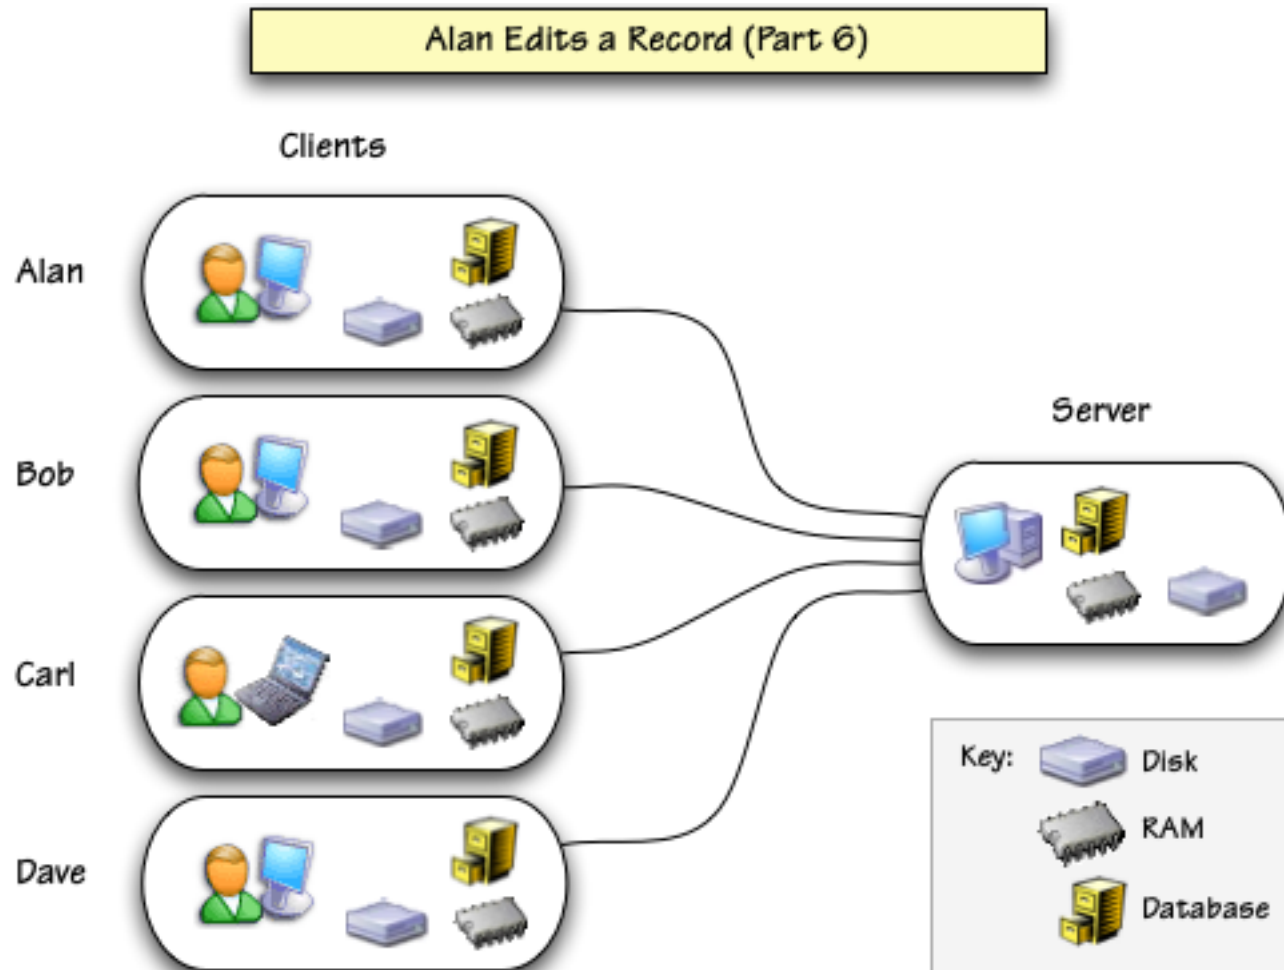 Alan Edits a Record (Part 6)
Clients
Alan
Bob
Carl
Dave
Server
Key:
Disk
RAM
Database